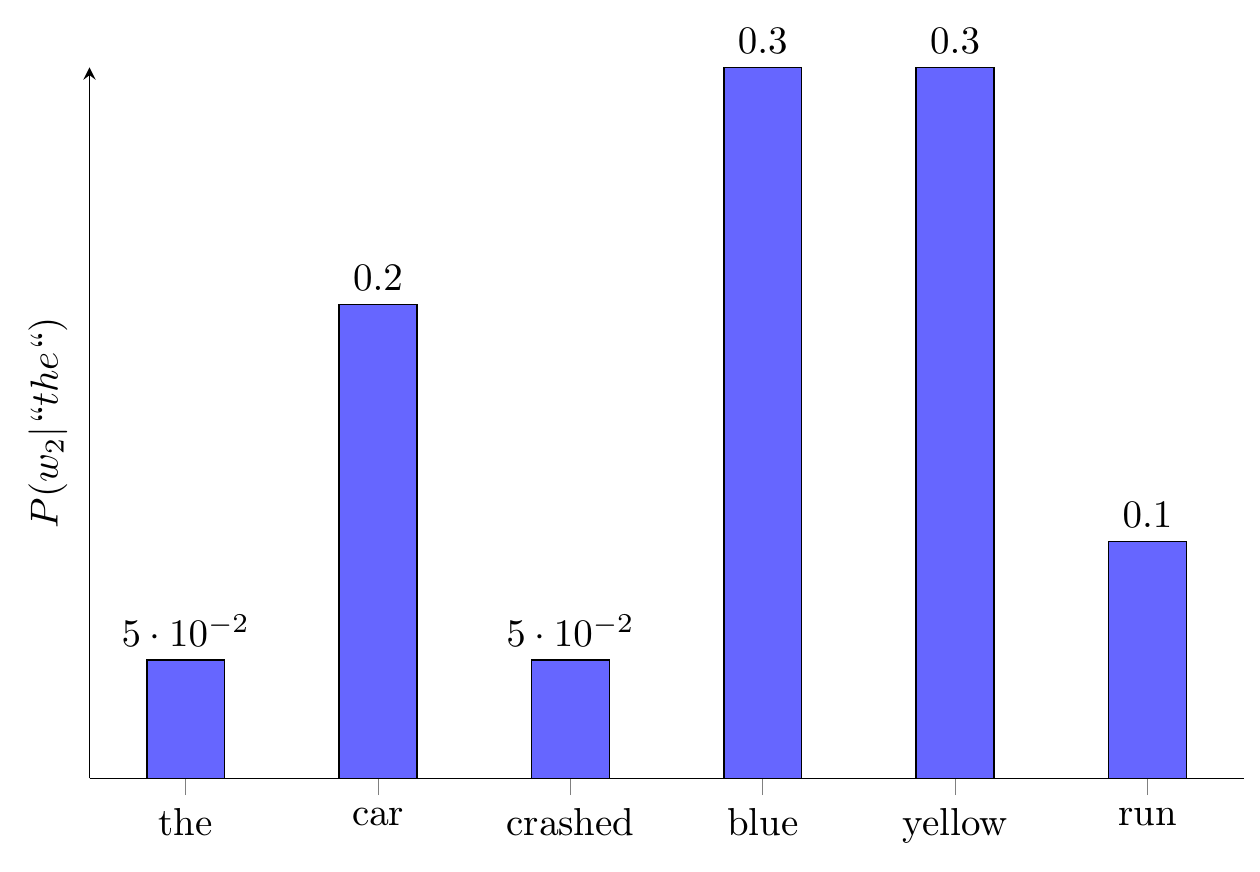 0.3 0.3
0.2
0.1
5 · 10⁻² 5 · 10⁻²
P(w₂|“the“)
the car crashed blue yellow run